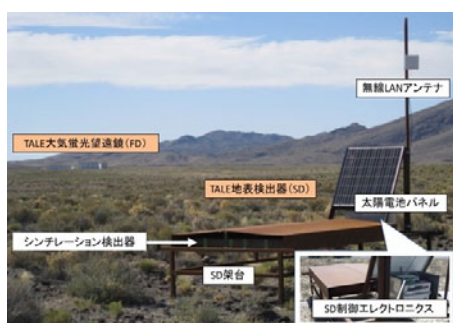 無線LANアンテナ
TALE大気蛍光望遠鏡(FD)
TALE地表検出器(SD)
太陽電池パネル
シンチレーション検出器
SD架台
SD制御エレクトロニクス